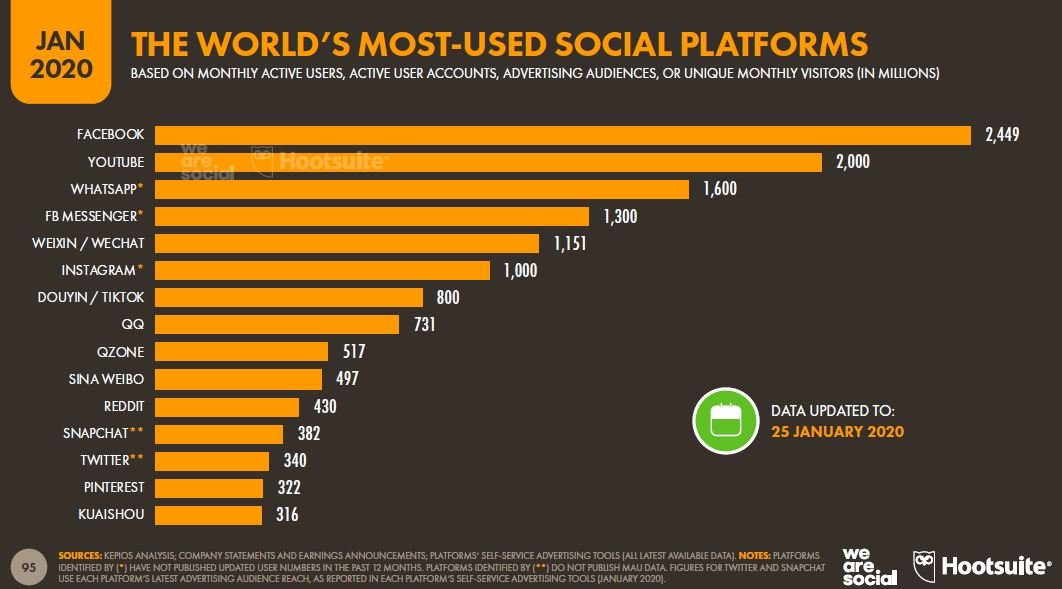 JAN
2020
THE WORLD'S MOST-USED SOCIAL PLATFORMS
BASED ON MONTHLY ACTIVE USERS, ACTIVE USER ACCOUNTS, ADVERTISING AUDIENCES, OR UNIQUE MONTHLY VISITORS (IN MILLIONS)
FACEBOOK 2,449
we
are
social
Hootsuite®
YOUTUBE 2,000
WHATSAPP* 1,600
FB MESSENGER* 1,300
WEIXIN / WECHAT 1,151
INSTAGRAM* 1,000
DOUYIN / TIKTOK 800
QQ 731
QZONE 517
SINA WEIBO 497
REDDIT 430
SNAPCHAT** 382
TWITTER** 340
PINTEREST 322
KUAISHOU 316
DATA UPDATED TO:
25 JANUARY 2020
95
SOURCES: KEPIOS ANALYSIS; COMPANY STATEMENTS AND EARNINGS ANNOUNCEMENTS; PLATFORMS' SELF-SERVICE ADVERTISING TOOLS (ALL LATEST AVAILABLE DATA). NOTES: PLATFORMS
IDENTIFIED BY (*) HAVE NOT PUBLISHED UPDATED USER NUMBERS IN THE PAST 12 MONTHS. PLATFORMS IDENTIFIED BY (**) DO NOT PUBLISH MAU DATA. FIGURES FOR TWITTER AND SNAPCHAT
USE EACH PLATFORM'S LATEST ADVERTISING AUDIENCE REACH, AS REPORTED IN EACH PLATFORM'S SELF-SERVICE ADVERTISING TOOLS (JANUARY 2020).
we
are
social
Hootsuite®